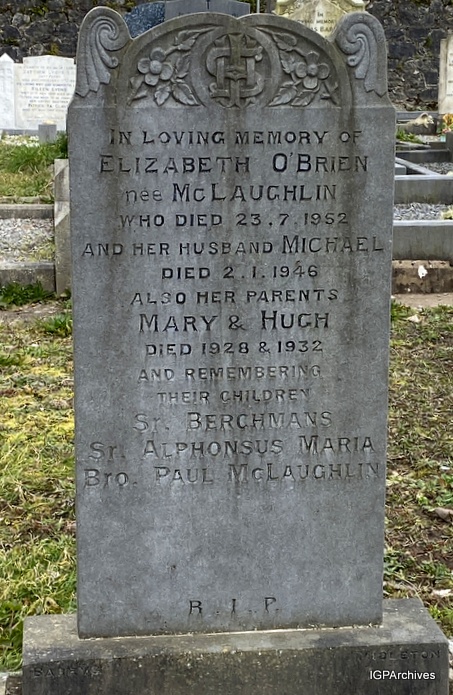 IN LOVING MEMORY OF
ELIZABETH O'BRIEN
née McLAUGHLIN
WHO DIED 23.7.1952
AND HER HUSBAND MICHAEL
DIED 2.1.1946
ALSO HER PARENTS
MARY & HUGH
DIED 1928 & 1932
AND REMEMBERING
THEIR CHILDREN
Sr. BERCHMANS
Sr. ALPHONSUS MARIA
Bro. PAUL McLAUGHLIN
R.I.P.
MIDLETON
IGPArchives